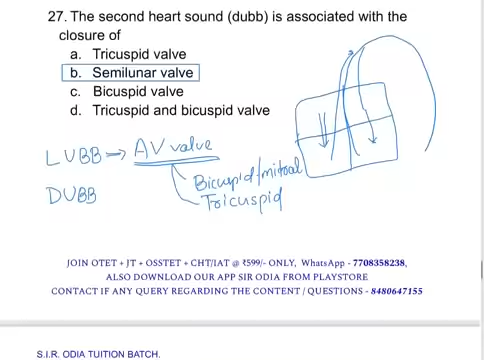 27. The second heart sound (dubb) is associated with the
closure of
a. Tricuspid valve
b. Semilunar valve
c. Bicuspid valve
d. Tricuspid and bicuspid valve
LUBB → AV valve
Bicuspid/mitral
Tricuspid
DUBB
JOIN OTET + JT + OSSTET + CHT/IAT @ ₹599/- ONLY, WhatsApp - 7708358238,
ALSO DOWNLOAD OUR APP SIR ODIA FROM PLAYSTORE
CONTACT IF ANY QUERY REGARDING THE CONTENT / QUESTIONS - 8480647155
S.I.R. ODIA TUITION BATCH.